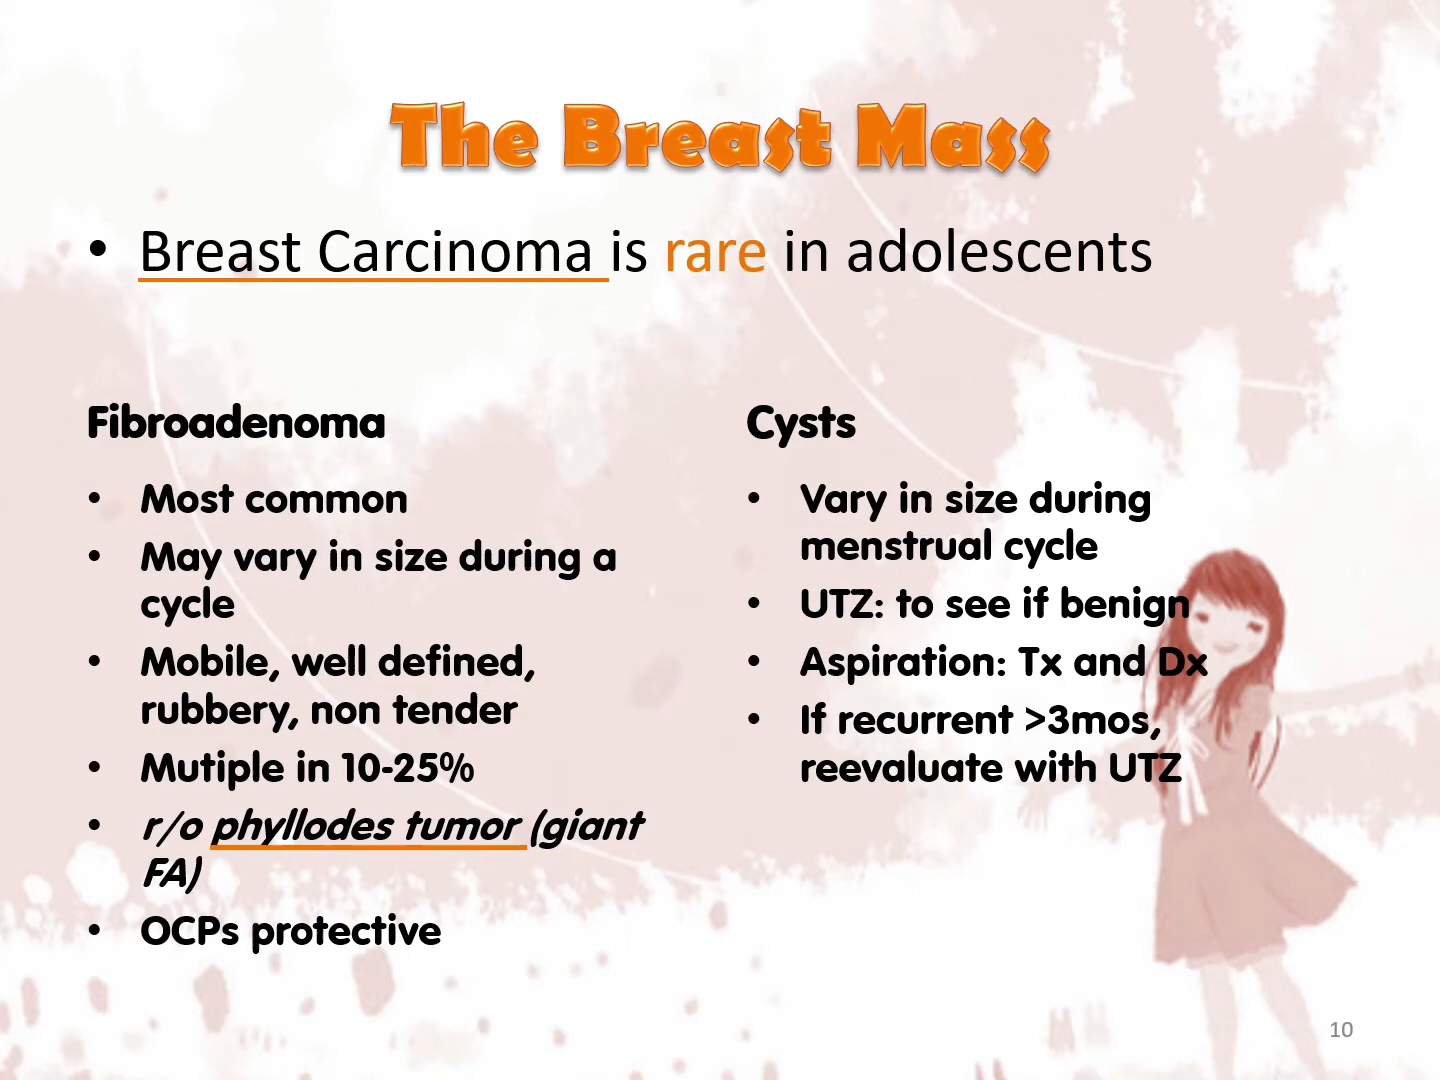 The Breast Mass
• Breast Carcinoma is rare in adolescents
Fibroadenoma
• Most common
• May vary in size during a
cycle
• Mobile, well defined,
rubbery, non tender
• Mutiple in 10-25%
• r/o phyllodes tumor (giant
FA)
• OCPs protective
Cysts
• Vary in size during
menstrual cycle
• UTZ: to see if benign
• Aspiration: Tx and Dx
• If recurrent >3mos,
reevaluate with UTZ
10